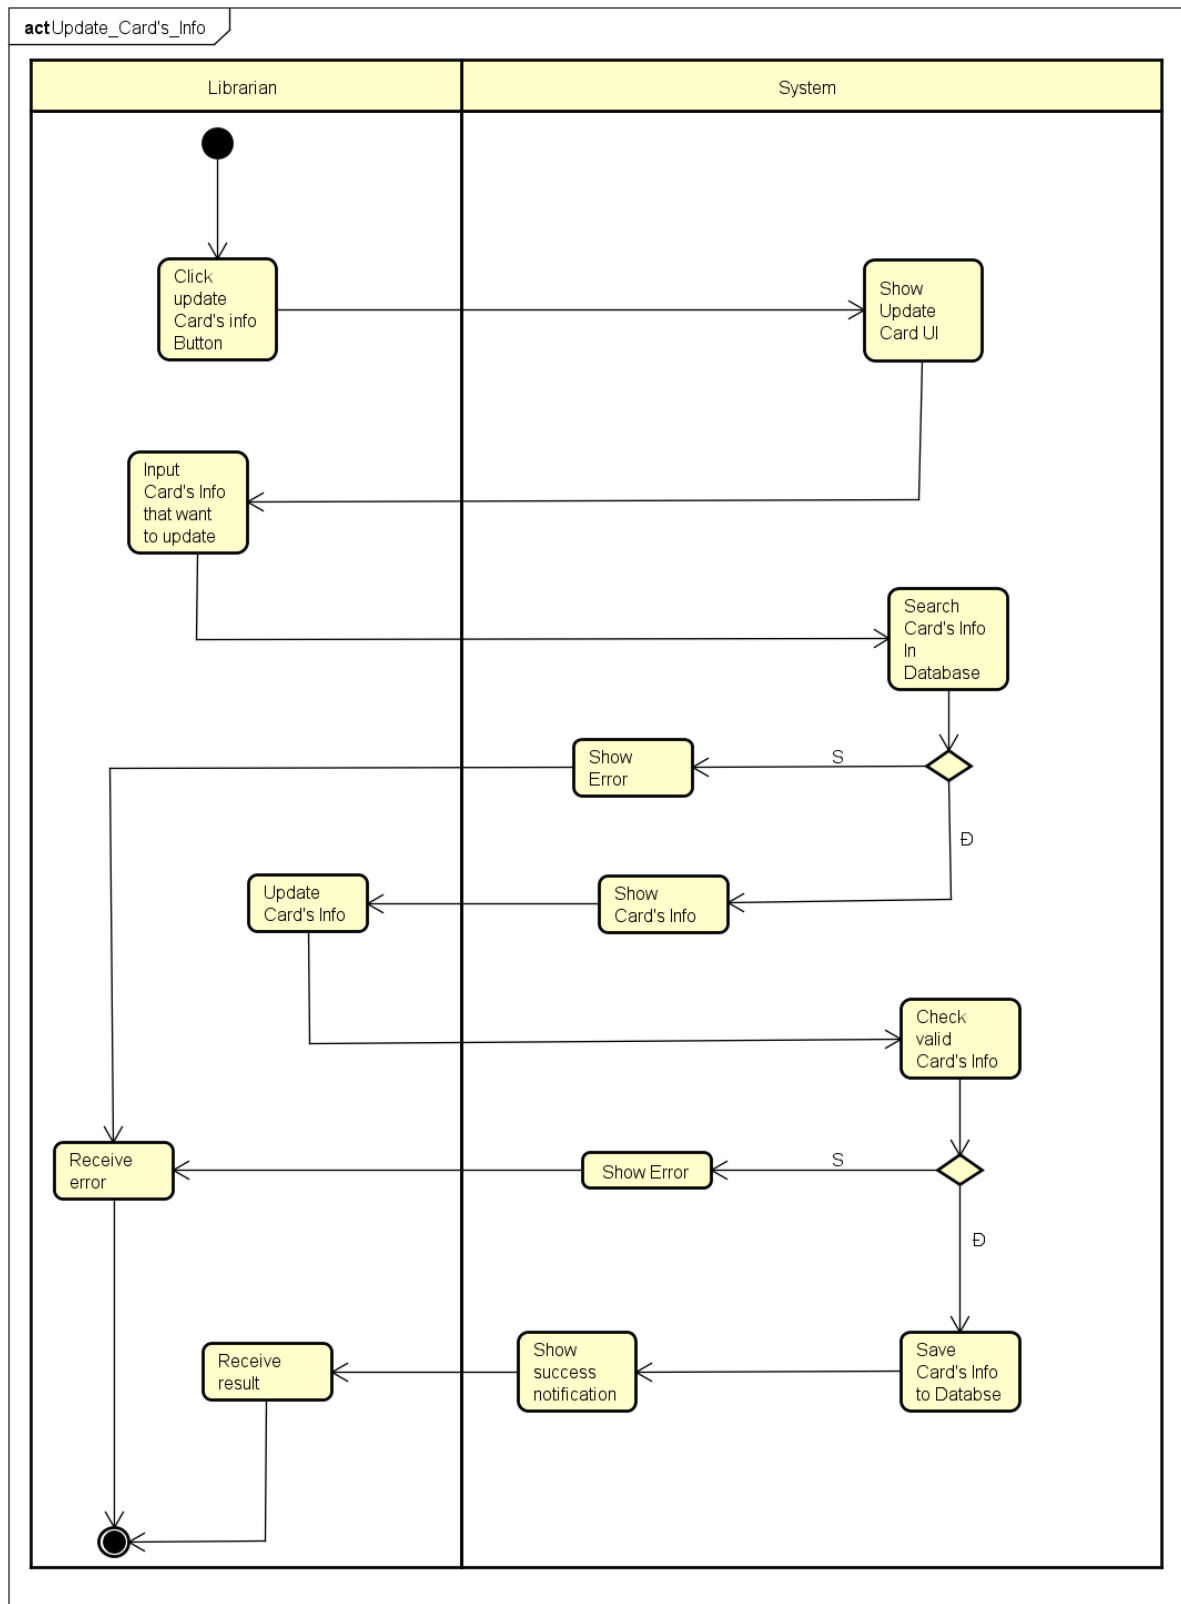 act Update_Card's_Info
Librarian
System
Click
update
Card's info
Button
Show
Update
Card UI
Input
Card's Info
that want
to update
Search
Card's Info
In
Database
Show
Error
S
Đ
Update
Card's Info
Show
Card's Info
Check
valid
Card's Info
Receive
error
Show Error
S
Đ
Receive
result
Show
success
notification
Save
Card's Info
to Databse